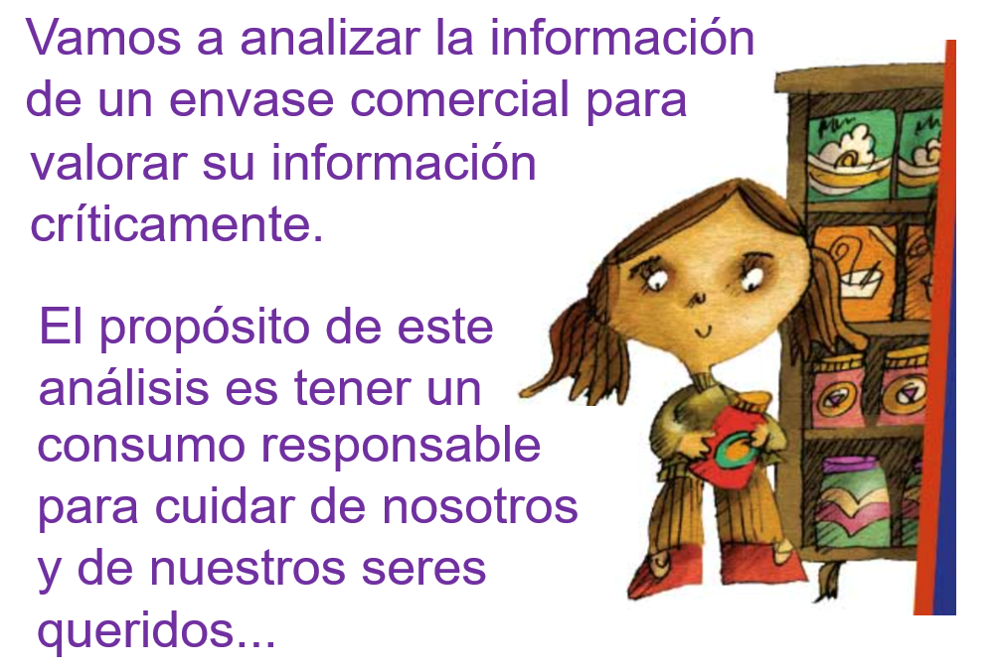 Vamos a analizar la información
de un envase comercial para
valorar su información
críticamente.
El propósito de este
análisis es tener un
consumo responsable
para cuidar de nosotros
y de nuestros seres
queridos...